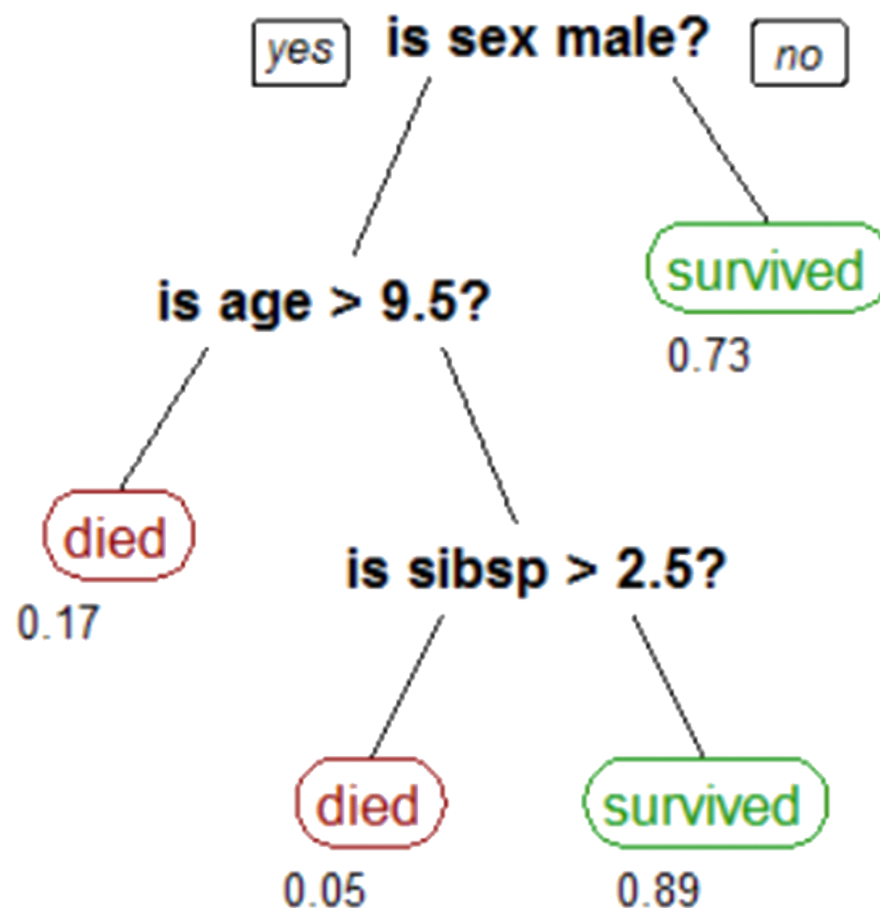 yes is sex male? no
is age > 9.5?
survived
0.73
died
0.17
is sibsp > 2.5?
died survived
0.05 0.89